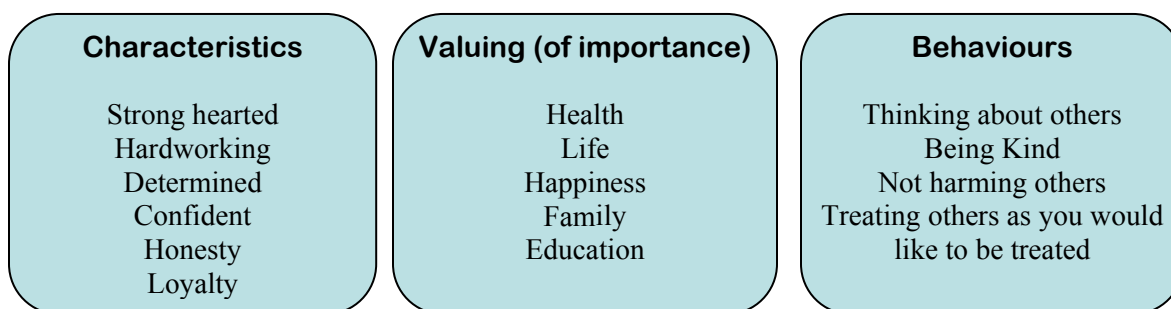 Characteristics
Strong hearted
Hardworking
Determined
Confident
Honesty
Loyalty
Valuing (of importance)
Health
Life
Happiness
Family
Education
Behaviours
Thinking about others
Being Kind
Not harming others
Treating others as you would
like to be treated